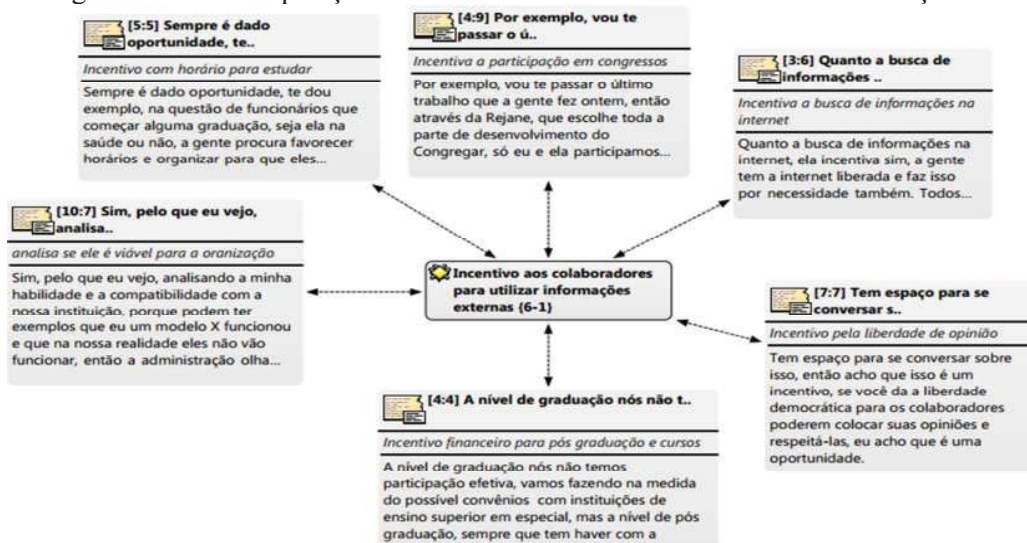 [5:5] Sempre é dado
oportunidade, te..
Incentivo com horário para estudar
Sempre é dado oportunidade, te dou
exemplo, na questão de funcionários que
começar alguma graduação, seja ela na
saúde ou não, a gente procura favorecer
horários e organizar para que eles...
[4:9] Por exemplo, vou te
passar o ú..
Incentiva a participação em congressos
Por exemplo, vou te passar o último
trabalho que a gente fez ontem, então
através da Rejane, que escolhe toda a
parte de desenvolvimento do
Congregar, só eu e ela participamos...
[3:6] Quanto a busca de
informações ..
Incentiva a busca de informações na
internet
Quanto a busca de informações na
internet, ela incentiva sim, a gente
tem a internet liberada e faz isso
por necessidade também. Todos...
[10:7] Sim, pelo que eu vejo,
analisa..
analisa se ele é viável para a oranização
Sim, pelo que eu vejo, analisando a minha
habilidade e a compatibilidade com a
nossa instituição, porque podem ter
exemplos que eu um modelo X funcionou
e que na nossa realidade eles não vão
funcionar, então a administração olha...
Incentivo aos colaboradores
para utilizar informações
externas {6-1}
[7:7] Tem espaço para se
conversar s..
Incentivo pela liberdade de opinião
Tem espaço para se conversar sobre
isso, então acho que isso é um
incentivo, se você da a liberdade
democrática para os colaboradores
poderem colocar suas opiniões e
respeitá-las, eu acho que é uma
oportunidade.
[4:4] A nível de graduação nós não t..
Incentivo financeiro para pós graduação e cursos
A nível de graduação nós não temos
participação efetiva, vamos fazendo na medida
do possível convênios com instituições de
ensino superior em especial, mas a nível de pós
graduação, sempre que tem haver com a